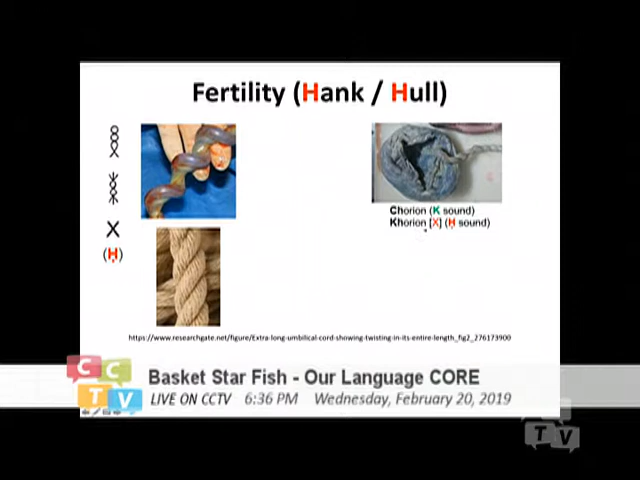 Fertility (Hank / Hull)
X
(Ḥ)
Chorion (K sound)
Khorion [X] (Ḥ sound)
https://www.researchgate.net/figure/Extra-long-umbilical-cord-showing-twisting-in-its-entire-length_fig2_276173900
CCTV
Basket Star Fish - Our Language CORE
LIVE ON CCTV 6:36 PM Wednesday, February 20, 2019
TV